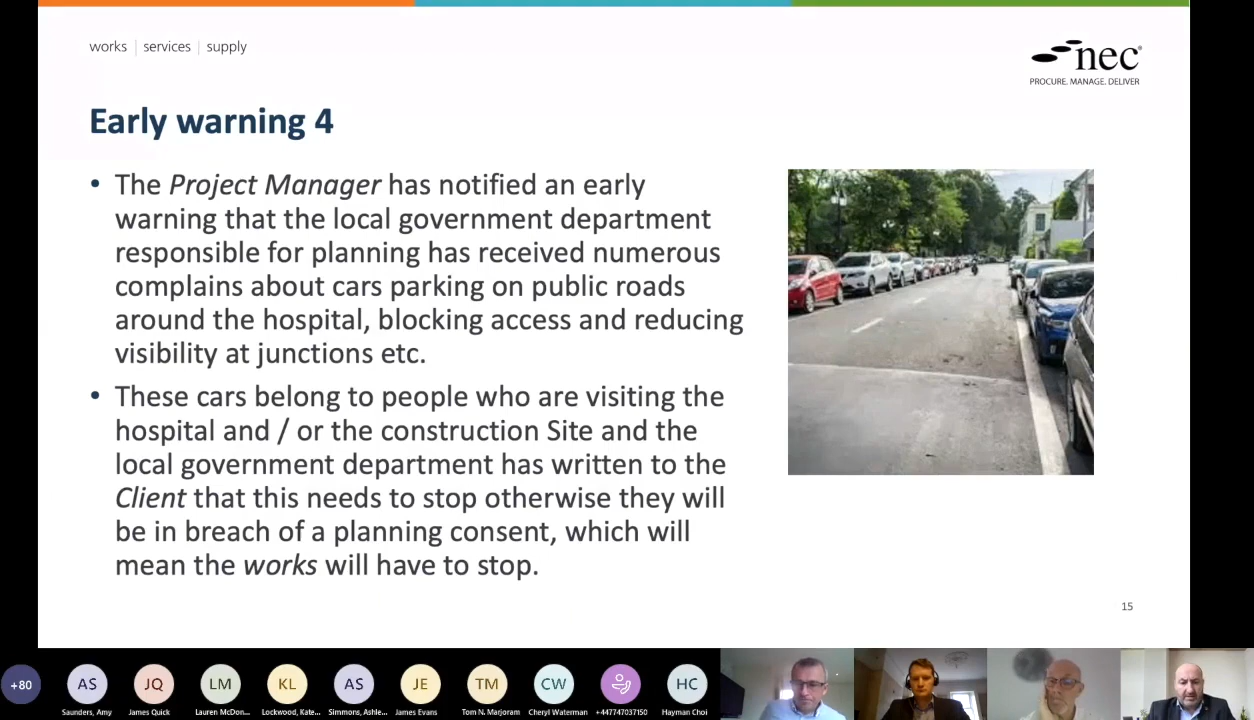 works | services | supply
nec
PROCURE. MANAGE. DELIVER
Early warning 4
• The Project Manager has notified an early
warning that the local government department
responsible for planning has received numerous
complains about cars parking on public roads
around the hospital, blocking access and reducing
visibility at junctions etc.
• These cars belong to people who are visiting the
hospital and / or the construction Site and the
local government department has written to the
Client that this needs to stop otherwise they will
be in breach of a planning consent, which will
mean the works will have to stop.
15
+80 AS JQ LM KL AS JE TM CW HC
Saunders, Amy James Quick Lauren McDon... Lockwood, Kate... Simmons, Ashle... James Evans Tom N. Marjoram Cheryl Waterman +447747037150 Hayman Choi